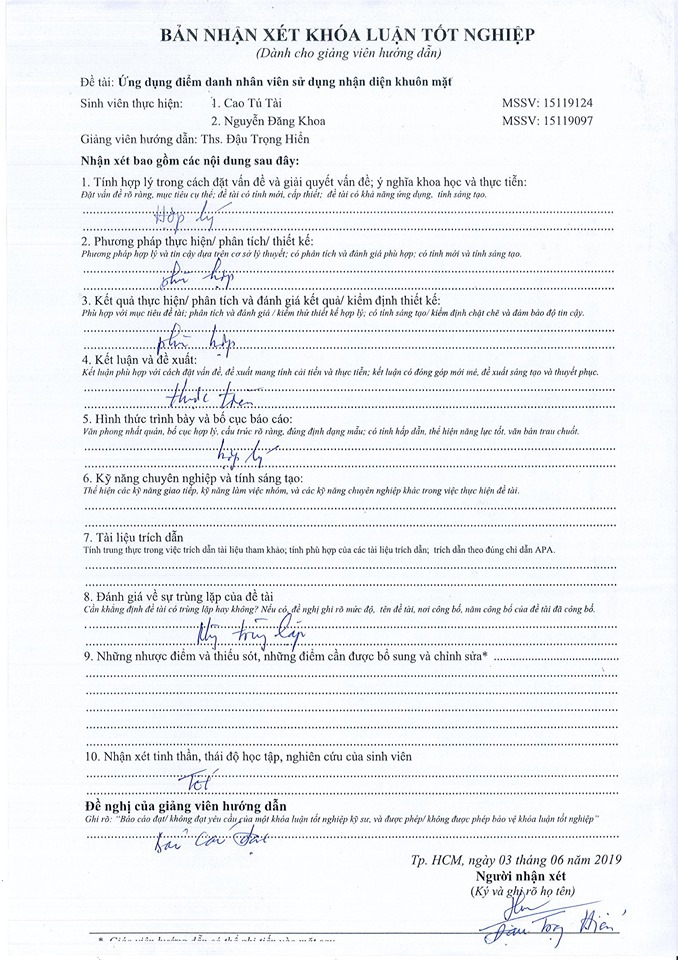 BẢN NHẬN XÉT KHÓA LUẬN TỐT NGHIỆP
(Dành cho giảng viên hướng dẫn)
Đề tài: Ứng dụng điểm danh nhân viên sử dụng nhận diện khuôn mặt
Sinh viên thực hiện: 1. Cao Tú Tài MSSV: 15119124
2. Nguyễn Đăng Khoa MSSV: 15119097
Giảng viên hướng dẫn: Ths. Đậu Trọng Hiển
Nhận xét bao gồm các nội dung sau đây:
1. Tính hợp lý trong cách đặt vấn đề và giải quyết vấn đề; ý nghĩa khoa học và thực tiễn:
Đặt vấn đề rõ ràng, mục tiêu cụ thể; đề tài có tính mới, cấp thiết; đề tài có khả năng ứng dụng, tính sáng tạo.
Hợp lý
2. Phương pháp thực hiện/ phân tích/ thiết kế:
Phương pháp hợp lý và tin cậy dựa trên cơ sở lý thuyết; có phân tích và đánh giá phù hợp; có tính mới và tính sáng tạo.
phù hợp
3. Kết quả thực hiện/ phân tích và đánh giá kết quả/ kiểm định thiết kế:
Phù hợp với mục tiêu đề tài; phân tích và đánh giá / kiểm thử thiết kế hợp lý; có tính sáng tạo/ kiểm định chặt chẽ và đảm bảo độ tin cậy.
phù hợp
4. Kết luận và đề xuất:
Kết luận phù hợp với cách đặt vấn đề, đề xuất mang tính cải tiến và thực tiễn; kết luận có đóng góp mới mẻ, đề xuất sáng tạo và thuyết phục.
thực tiễn
5. Hình thức trình bày và bố cục báo cáo:
Văn phong nhất quán, bố cục hợp lý, cấu trúc rõ ràng, đúng định dạng mẫu; có tính hấp dẫn, thể hiện năng lực tốt, văn bản trau chuốt.
hợp lý
6. Kỹ năng chuyên nghiệp và tính sáng tạo:
Thể hiện các kỹ năng giao tiếp, kỹ năng làm việc nhóm, và các kỹ năng chuyên nghiệp khác trong việc thực hiện đề tài.
7. Tài liệu trích dẫn
Tính trung thực trong việc trích dẫn tài liệu tham khảo; tính phù hợp của các tài liệu trích dẫn; trích dẫn theo đúng chỉ dẫn APA.
8. Đánh giá về sự trùng lặp của đề tài
Cần khẳng định đề tài có trùng lặp hay không? Nếu có, đề nghị ghi rõ mức độ, tên đề tài, nơi công bố, năm công bố của đề tài đã công bố.
trùng lặp
9. Những nhược điểm và thiếu sót, những điểm cần được bổ sung và chỉnh sửa*
10. Nhận xét tinh thần, thái độ học tập, nghiên cứu của sinh viên
Tốt
Đề nghị của giảng viên hướng dẫn
Ghi rõ: "Báo cáo đạt/ không đạt yêu cầu của một khóa luận tốt nghiệp kỹ sư, và được phép/ không được phép bảo vệ khóa luận tốt nghiệp"
Báo cáo đạt
Tp. HCM, ngày 03 tháng 06 năm 2019
Người nhận xét
(Ký và ghi rõ họ tên)
Đậu Trọng Hiển